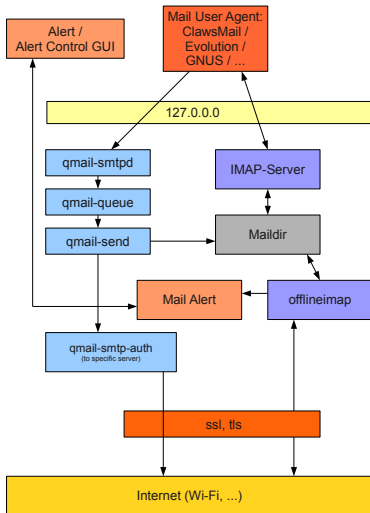 Mail User Agent:
ClawsMail /
Evolution /
GNUS / ...
Alert /
Alert Control GUI
127.0.0.0
qmail-smtpd
IMAP-Server
qmail-queue
qmail-send
Maildir
Mail Alert
offlineimap
qmail-smtp-auth
(to specific server)
ssl, tls
Internet (Wi-Fi, ...)